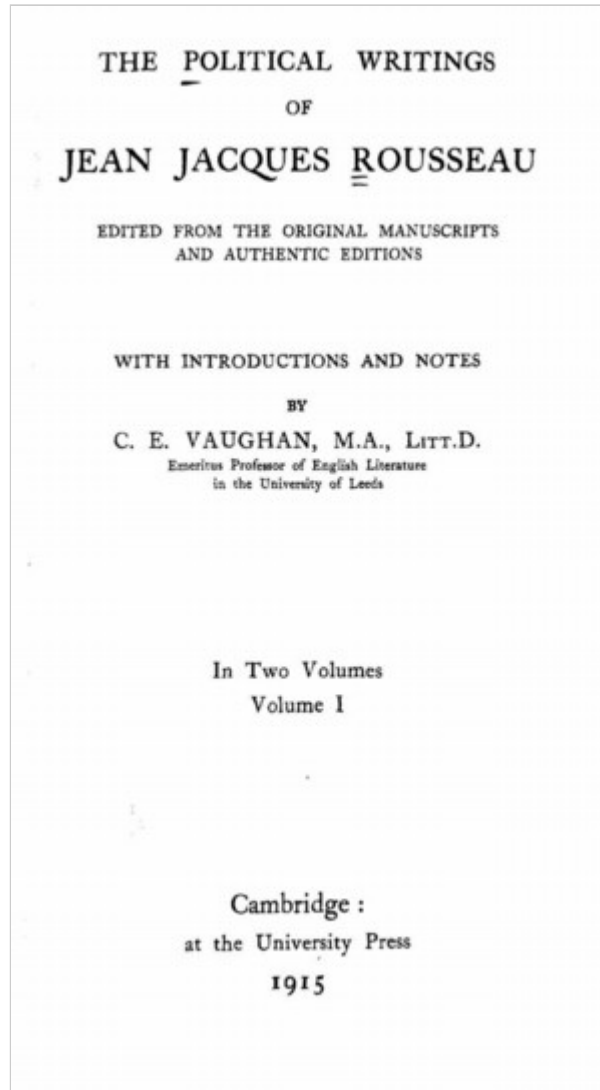 THE POLITICAL WRITINGS
OF
JEAN JACQUES ROUSSEAU
EDITED FROM THE ORIGINAL MANUSCRIPTS
AND AUTHENTIC EDITIONS
WITH INTRODUCTIONS AND NOTES
BY
C. E. VAUGHAN, M.A., LITT.D.
Emeritus Professor of English Literature
in the University of Leeds
In Two Volumes
Volume I
Cambridge :
at the University Press
1915